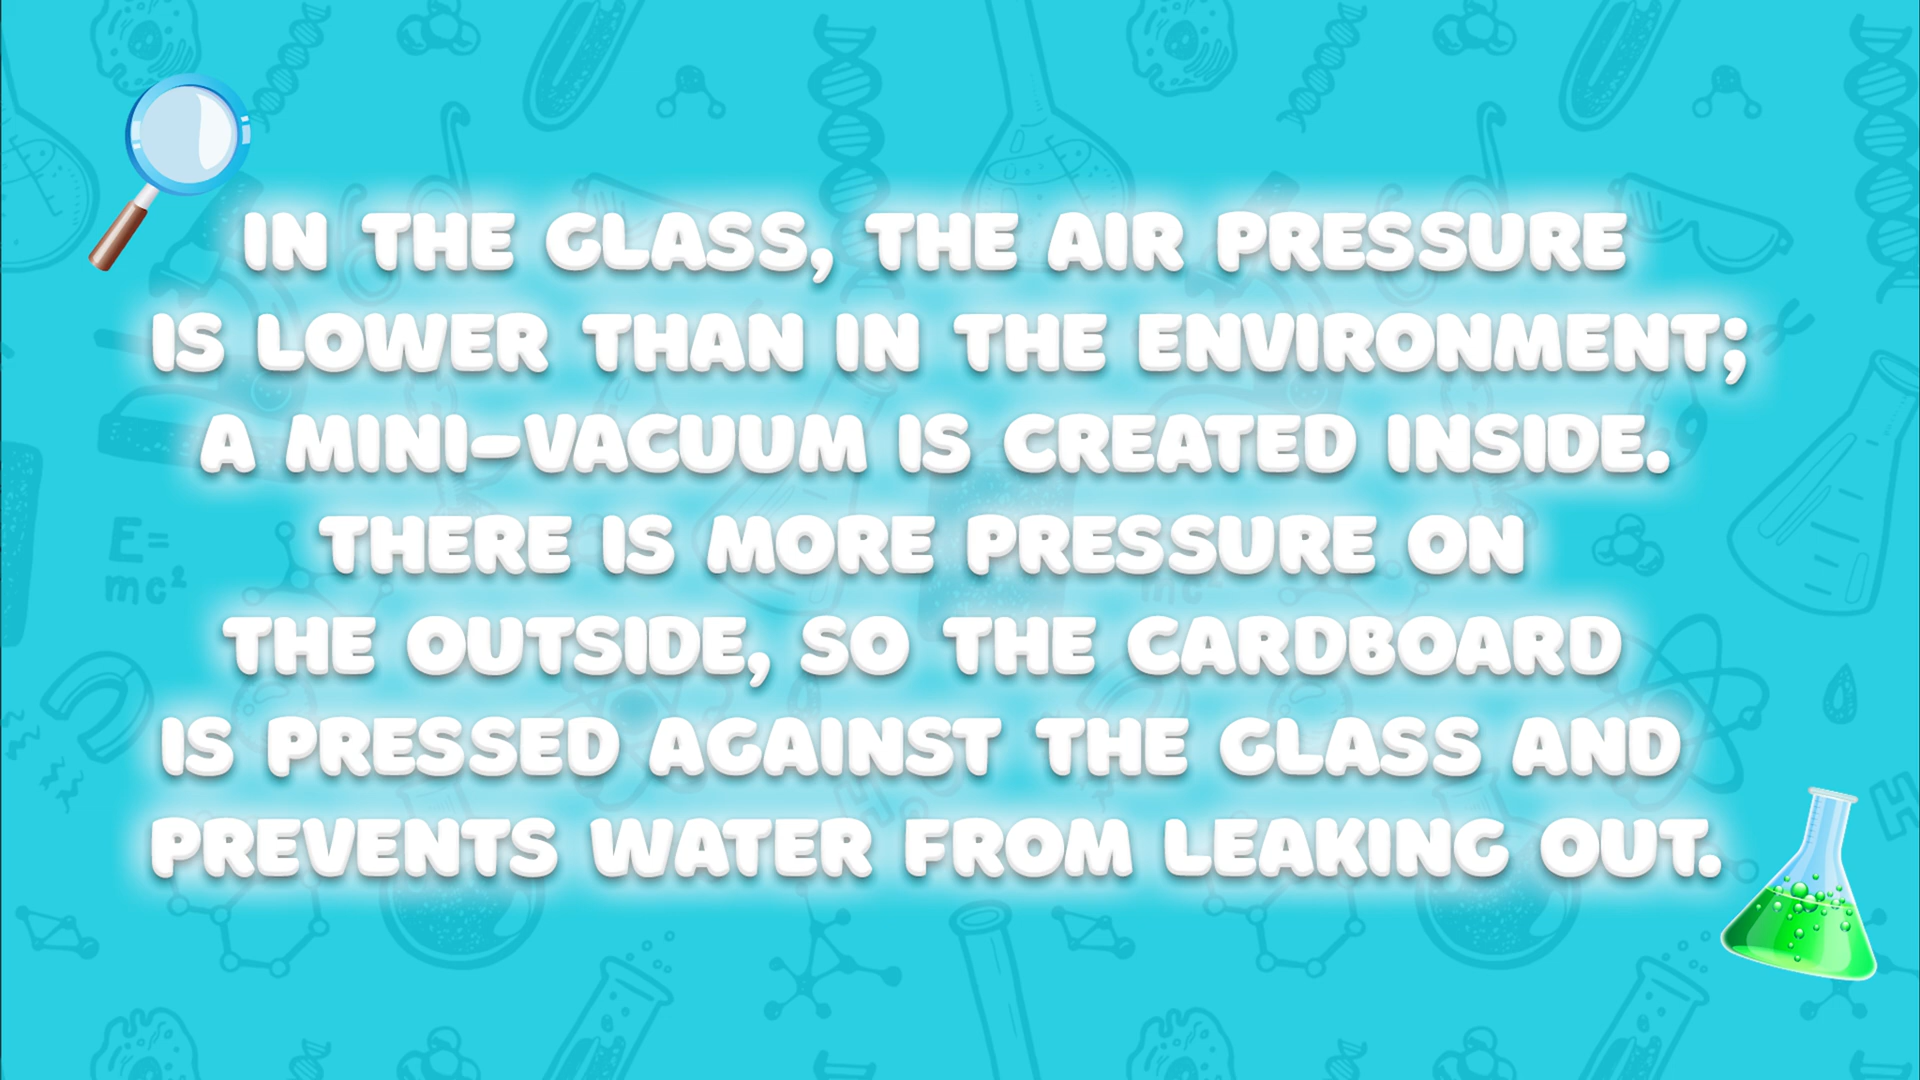 IN THE GLASS, THE AIR PRESSURE
IS LOWER THAN IN THE ENVIRONMENT;
A MINI-VACUUM IS CREATED INSIDE.
THERE IS MORE PRESSURE ON
THE OUTSIDE, SO THE CARDBOARD
IS PRESSED AGAINST THE GLASS AND
PREVENTS WATER FROM LEAKING OUT.
E=
mc²
mc²
H